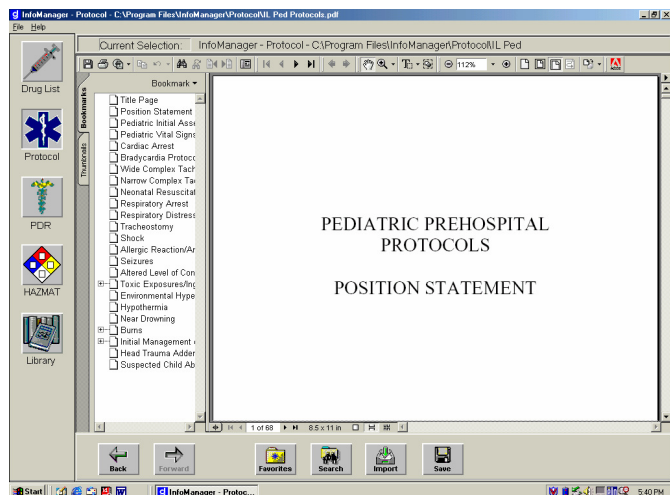 InfoManager - Protocol - C:\Program Files\InfoManager\Protocol\IL Ped Protocols.pdf
File Help
Current Selection: InfoManager - Protocol - C:\Program Files\InfoManager\Protocol\IL Ped
112%
Drug List
Protocol
PDR
HAZMAT
Library
Bookmarks
Thumbnails
Bookmark
Title Page
Position Statement
Pediatric Initial Asse
Pediatric Vital Signs
Cardiac Arrest
Bradycardia Protoco
Wide Complex Tach
Narrow Complex Tac
Neonatal Resuscitat
Respiratory Arrest
Respiratory Distress
Tracheostomy
Shock
Allergic Reaction/Ar
Seizures
Altered Level of Con
Toxic Exposures/Ing
Environmental Hype
Hypothermia
Near Drowning
Burns
Initial Management o
Head Trauma Adder
Suspected Child Ab
PEDIATRIC PREHOSPITAL
PROTOCOLS
POSITION STATEMENT
1 of 68
8.5 x 11 in
Back
Forward
Favorites
Search
Import
Save
Start
InfoManager - Protoc...
5:40 PM